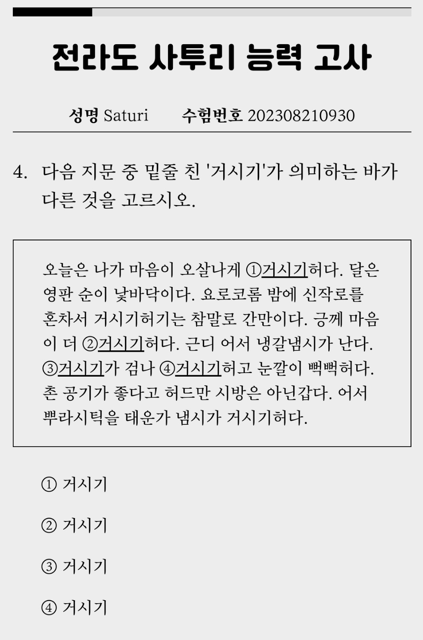 전라도 사투리 능력 고사
성명 Saturi 수험번호 202308210930
4. 다음 지문 중 밑줄 친 '거시기'가 의미하는 바가
다른 것을 고르시오.
오늘은 나가 마음이 오살나게 ①거시기허다. 달은
영판 순이 낯바닥이다. 요로코롬 밤에 신작로를
혼차서 거시기허기는 참말로 간만이다. 긍께 마음
이 더 ②거시기허다. 근디 어서 냉갈냄시가 난다.
③거시기가 검나 ④거시기허고 눈깔이 뻑뻑허다.
촌 공기가 좋다고 허드만 시방은 아닌갑다. 어서
뿌라시틱을 태운가 냄시가 거시기허다.
① 거시기
② 거시기
③ 거시기
④ 거시기